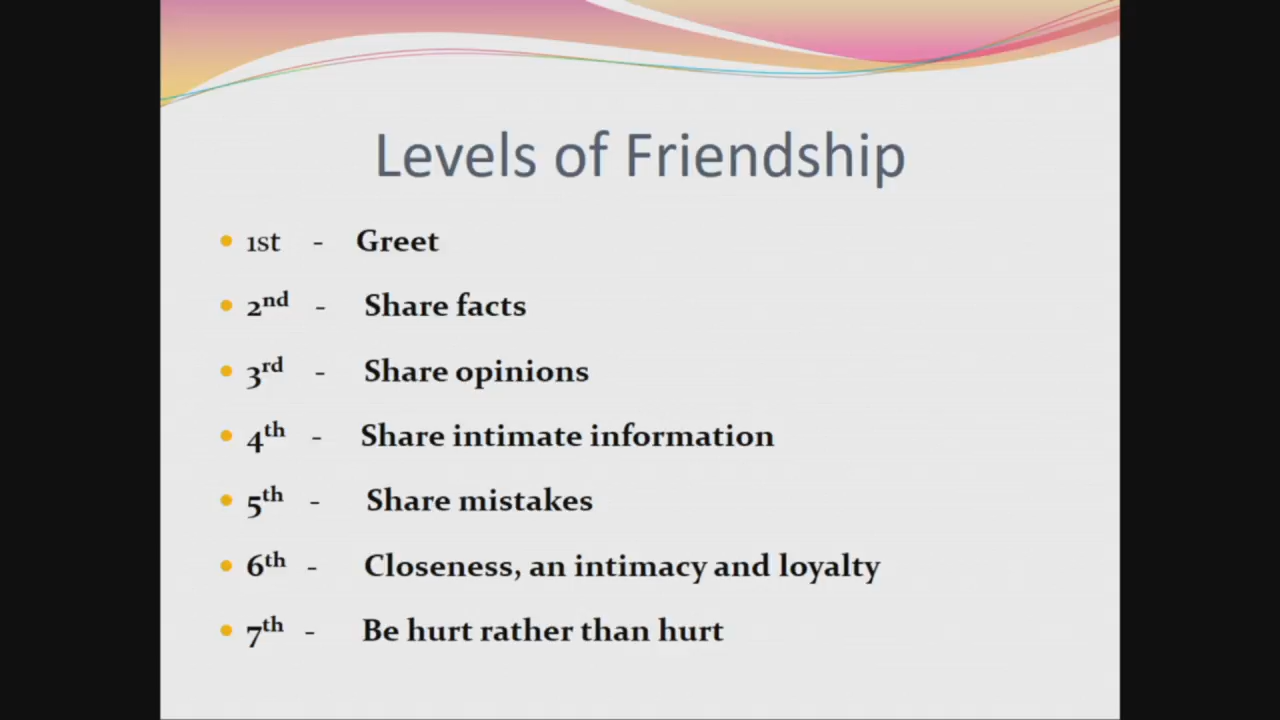 Levels of Friendship
• 1st - Greet
• 2nd - Share facts
• 3rd - Share opinions
• 4th - Share intimate information
• 5th - Share mistakes
• 6th - Closeness, an intimacy and loyalty
• 7th - Be hurt rather than hurt